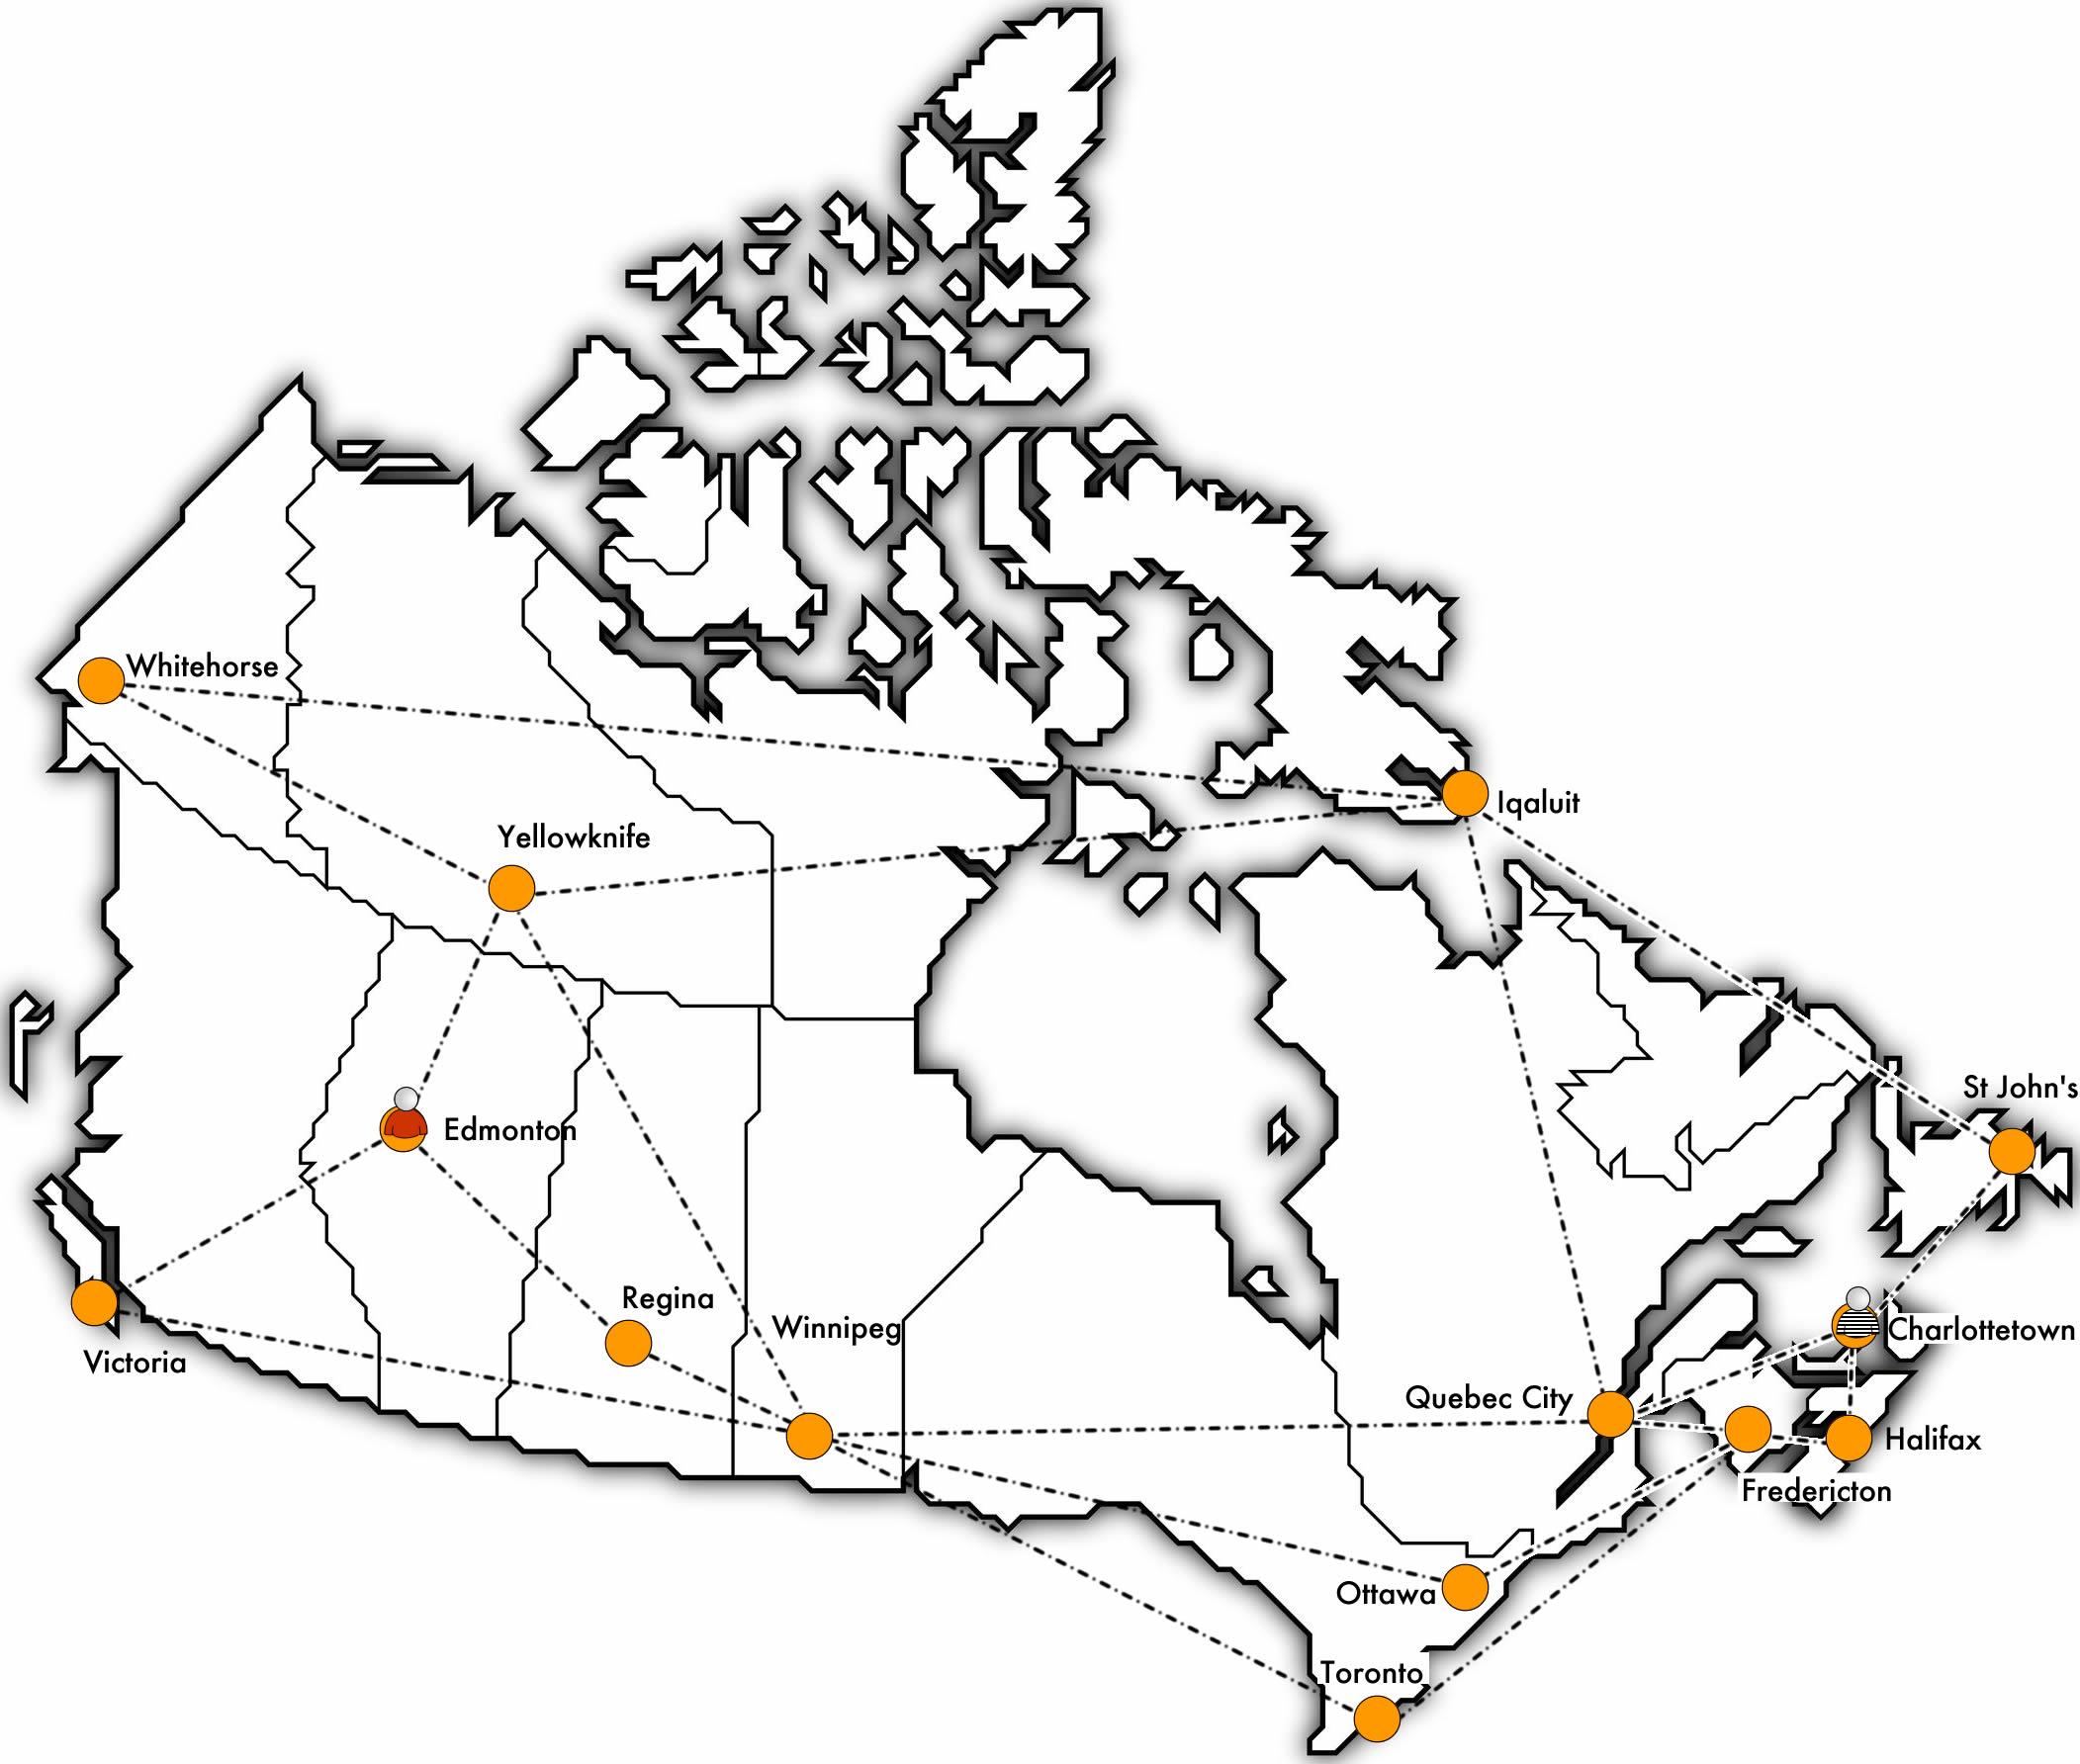 Whitehorse
Iqaluit
Yellowknife
St John's
Edmonton
Regina
Winnipeg
Charlottetown
Victoria
Quebec City
Halifax
Fredericton
Ottawa
Toronto